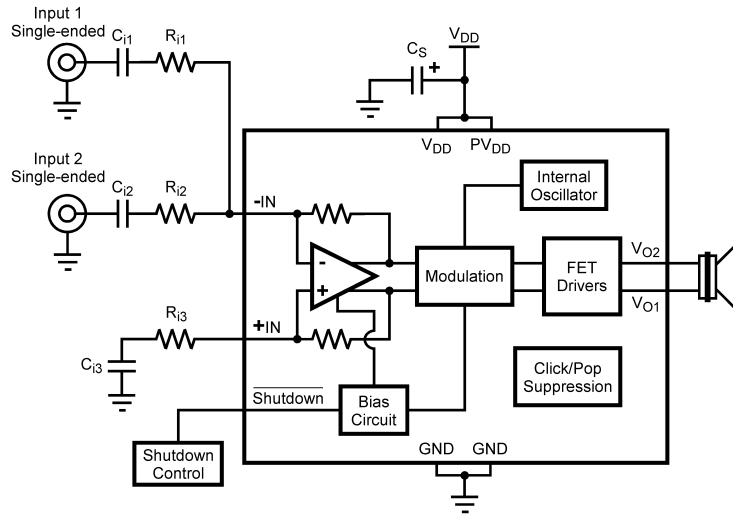 Input 1
Single-ended
Ci1
Ri1
CS
+
VDD
VDD
PVDD
Input 2
Single-ended
Ci2
Ri2
-IN
Internal
Oscillator
-
+
Modulation
FET
Drivers
VO2
VO1
Ri3
+IN
Ci3
Click/Pop
Suppression
Shutdown
Bias
Circuit
Shutdown
Control
GND
GND